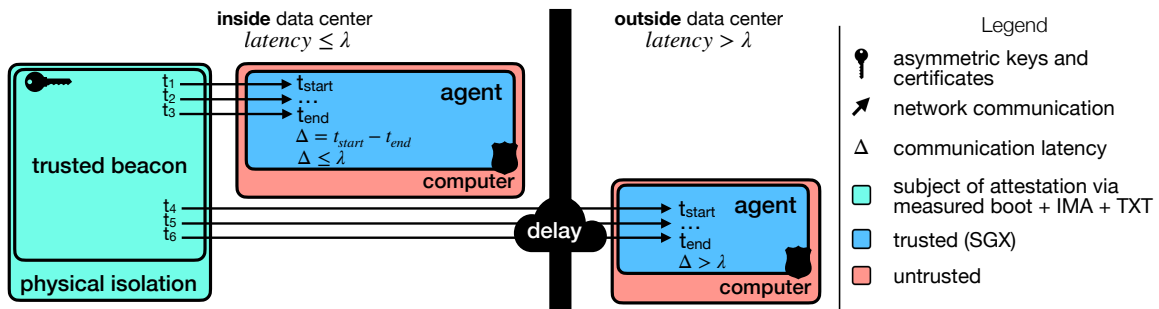 inside data center
latency ≤ λ
trusted beacon
physical isolation
t1
t2
t3
t4
t5
t6
tstart
...
tend
Δ = tstart − tend
Δ ≤ λ
agent
computer
delay
outside data center
latency > λ
tstart
...
tend
Δ > λ
agent
computer
Legend
asymmetric keys and
certificates
network communication
Δ communication latency
subject of attestation via
measured boot + IMA + TXT
trusted (SGX)
untrusted